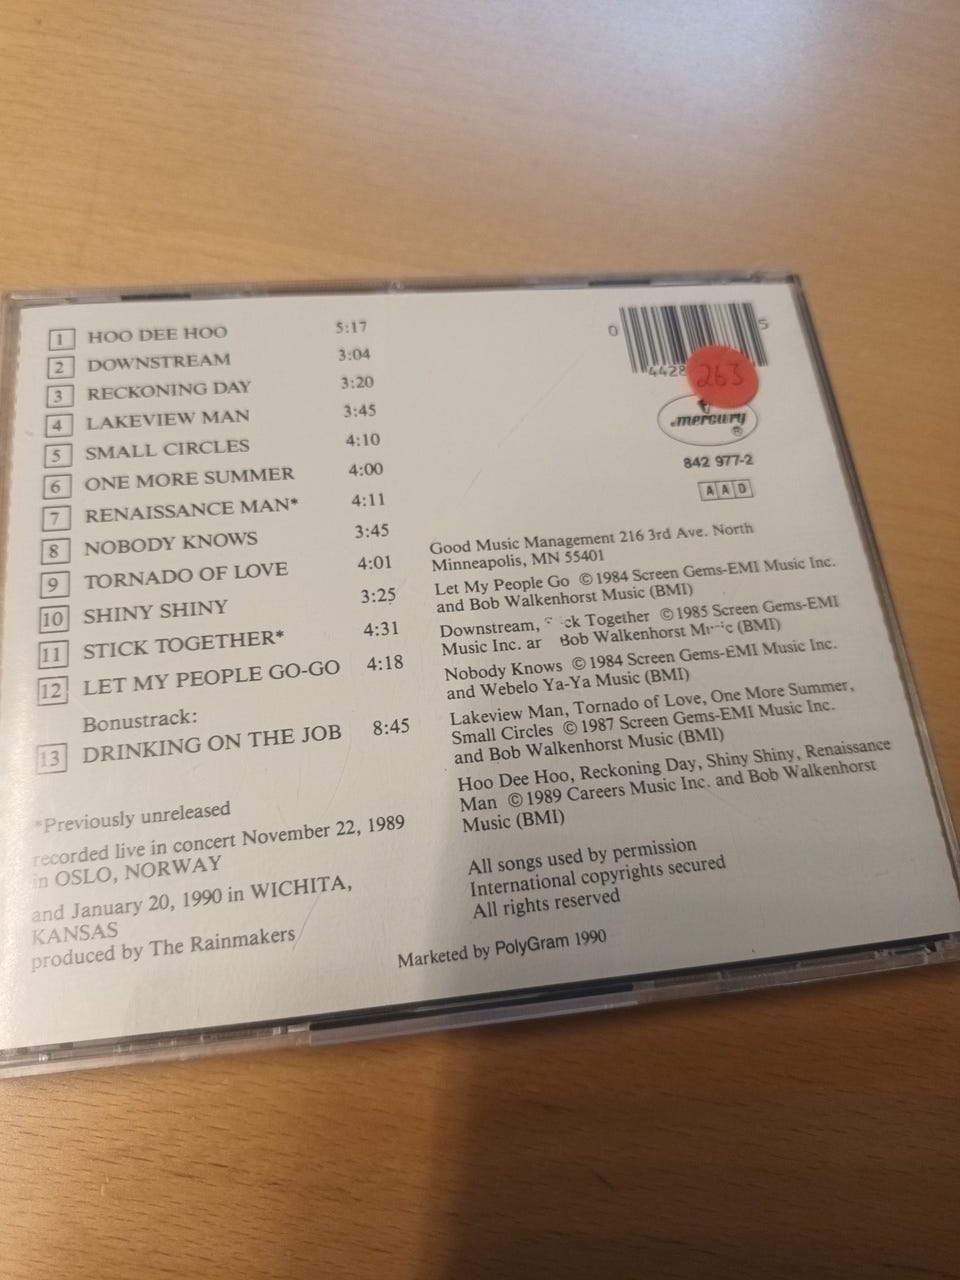 1 HOO DEE HOO 5:17
2 DOWNSTREAM 3:04
3 RECKONING DAY 3:20
4 LAKEVIEW MAN 3:45
5 SMALL CIRCLES 4:10
6 ONE MORE SUMMER 4:00
7 RENAISSANCE MAN* 4:11
8 NOBODY KNOWS 3:45
9 TORNADO OF LOVE 4:01
10 SHINY SHINY 3:25
11 STICK TOGETHER* 4:31
12 LET MY PEOPLE GO-GO 4:18
Bonustrack:
13 DRINKING ON THE JOB 8:45
*Previously unreleased
recorded live in concert November 22, 1989
in OSLO, NORWAY
and January 20, 1990 in WICHITA,
KANSAS
produced by The Rainmakers
0 4428 5
263
mercury
842 977-2
AAD
Good Music Management 216 3rd Ave. North
Minneapolis, MN 55401
Let My People Go © 1984 Screen Gems-EMI Music Inc.
and Bob Walkenhorst Music (BMI)
Downstream, Together © 1985 Screen Gems-EMI
Music Inc. Bob Walkenhorst (BMI)
Nobody Knows © 1984 Screen Gems-EMI Music Inc.
and Webelo Ya-Ya Music (BMI)
Lakeview Man, Tornado of Love, One More Summer,
Small Circles © 1987 Screen Gems-EMI Music Inc.
and Bob Walkenhorst Music (BMI)
Hoo Dee Hoo, Reckoning Day, Shiny Shiny, Renaissance
Man © 1989 Careers Music Inc. and Bob Walkenhorst
Music (BMI)
All songs used by permission
International copyrights secured
All rights reserved
Marketed by PolyGram 1990